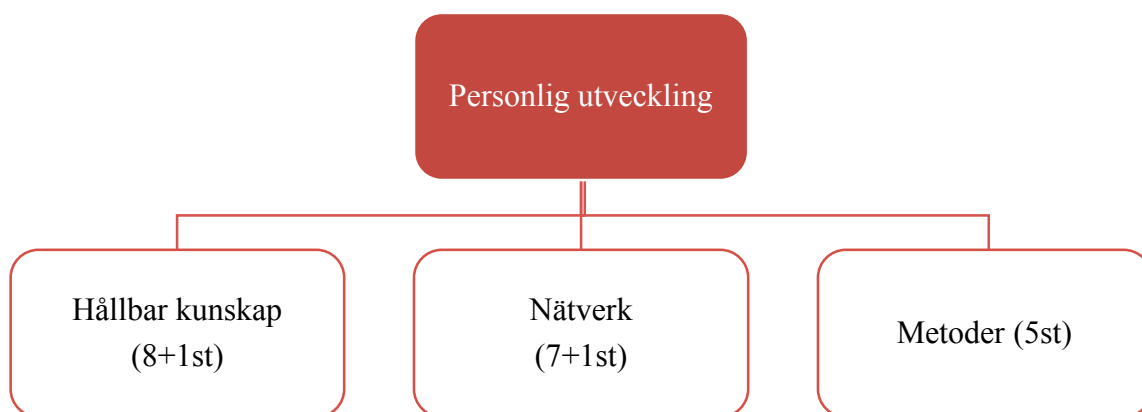 Personlig utveckling
Hållbar kunskap
(8+1st)
Nätverk
(7+1st)
Metoder (5st)